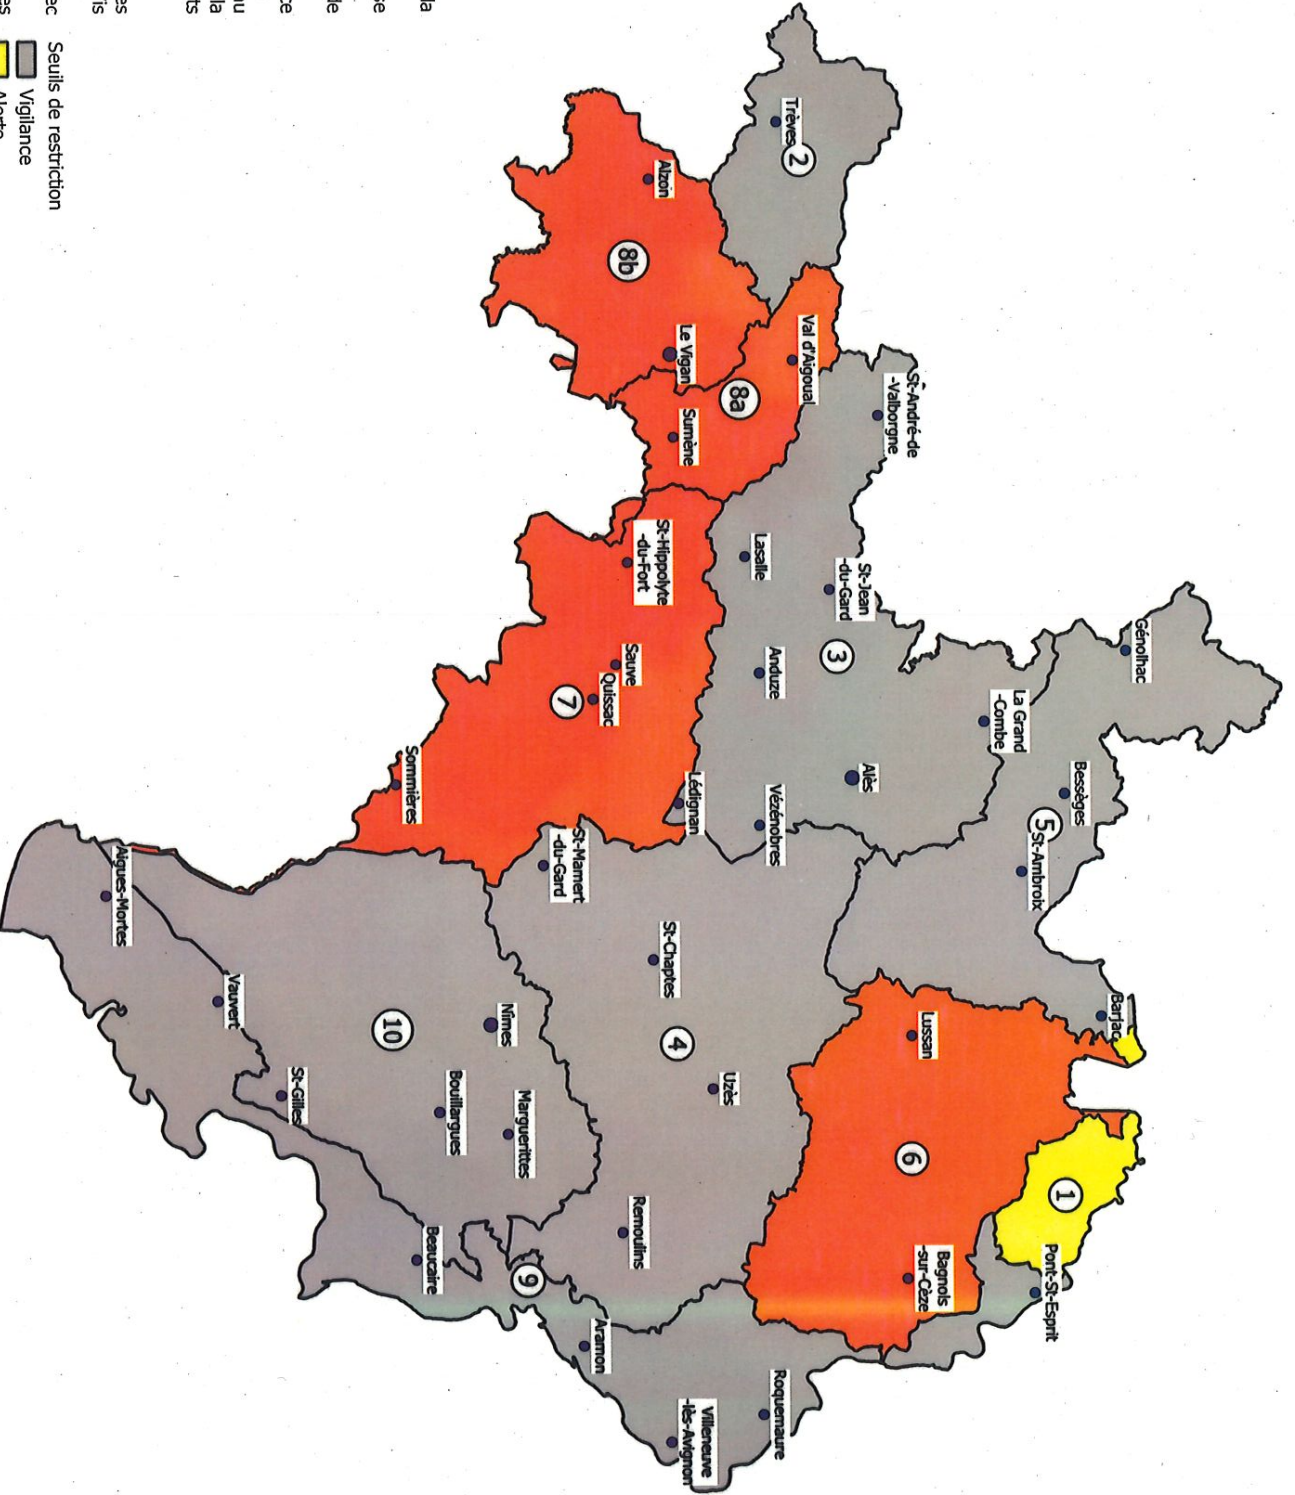 Génolhac
Bessèges
La Grand
-Combe
5
St-Ambroix
Barjac
1
Pont-St-Esprit
St-André-de
-Valborgne
St-Jean
-du-Gard
3
Alès
Lussan
6
Bagnols
-sur-Cèze
Trèves
2
Val d'Aigoual
8a
Lasalle
Anduze
Vézénobres
Uzès
Roquemaure
Alzon
8b
Le Vigan
Sumène
St-Hippolyte
-du-Fort
Sauve
Quissac
7
Lédignan
St-Chaptes
4
Remoulins
Villeneuve
-lès-Avignon
St-Mamert
-du-Gard
Aramon
9
Sommières
Nîmes
Marguerittes
Bouillargues
10
Beaucaire
St-Gilles
Vauvert
Aigues-Mortes
Seuils de restriction
Vigilance
Alerte